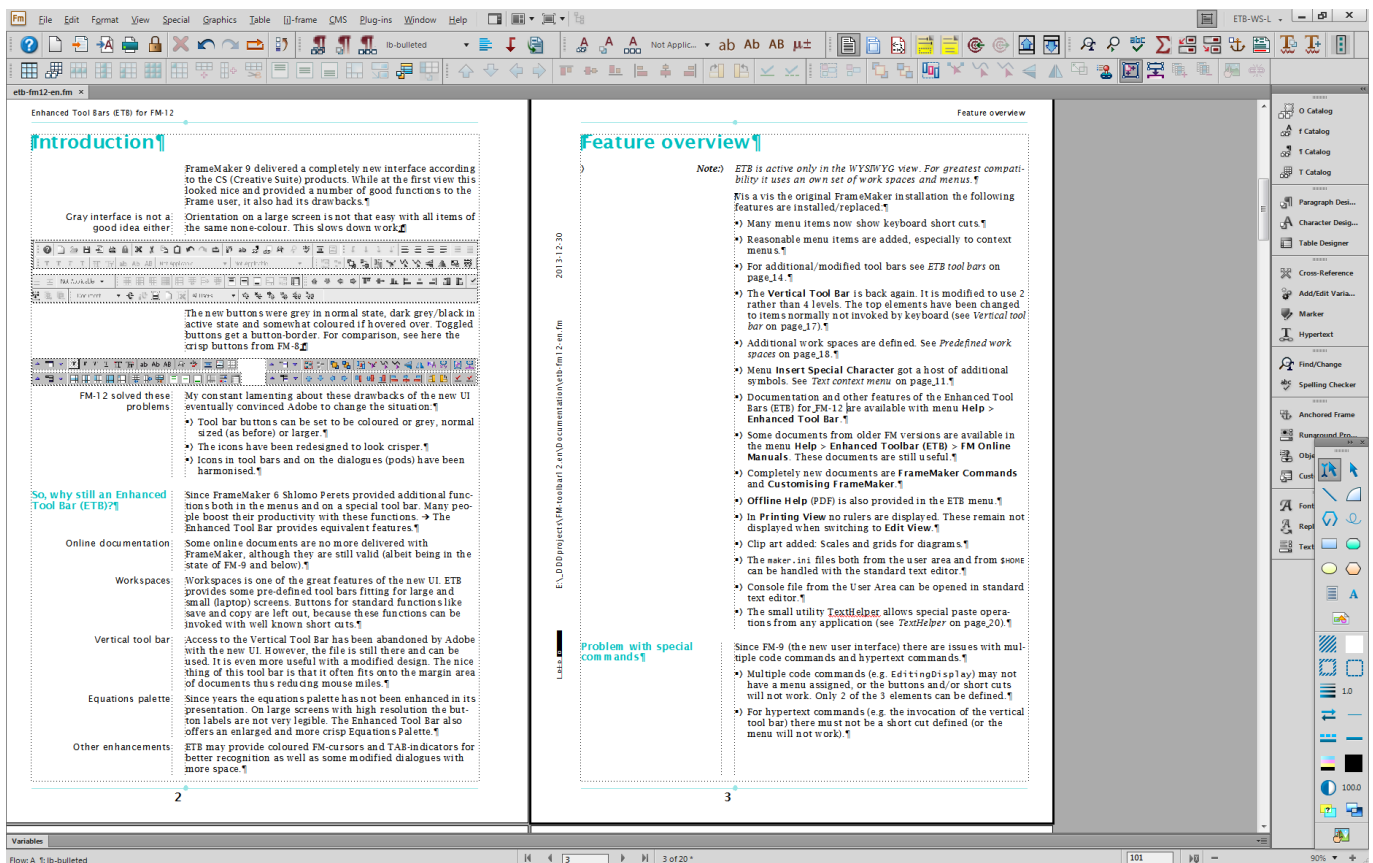 Fm File Edit Format View Special Graphics Table [i]-frame CMS Plug-ins Window Help ETB-WS-L
lb-bulleted Not Applic... ab Ab AB µ±
etb-fm12-en.fm ×
Enhanced Tool Bars (ETB) for FM-12
Introduction¶
FrameMaker 9 delivered a completely new interface according
to the CS (Creative Suite) products. While at the first view this
looked nice and provided a number of good functions to the
Frame user, it also had its drawbacks.¶
Gray interface is not a
good idea either
Orientation on a large screen is not that easy with all items of
the same none-colour. This slows down work.¶
The new buttons were grey in normal state, dark grey/black in
active state and somewhat coloured if hovered over. Toggled
buttons get a button-border. For comparison, see here the
crisp buttons from FM-8.¶
FM-12 solved these
problems
My constant lamenting about these drawbacks of the new UI
eventually convinced Adobe to change the situation:¶
•) Tool bar buttons can be set to be coloured or grey, normal
sized (as before) or larger.¶
•) The icons have been redesigned to look crisper.¶
•) Icons in tool bars and on the dialogues (pods) have been
harmonised.¶
So, why still an Enhanced
Tool Bar (ETB)?¶
Since FrameMaker 6 Shlomo Perets provided additional func-
tions both in the menus and on a special tool bar. Many peo-
ple boost their productivity with these functions. → The
Enhanced Tool Bar provides equivalent features.¶
Online documentation
Some online documents are no more delivered with
FrameMaker, although they are still valid (albeit being in the
state of FM-9 and below).¶
Workspaces
Workspaces is one of the great features of the new UI. ETB
provides some pre-defined tool bars fitting for large and
small (laptop) screens. Buttons for standard functions like
save and copy are left out, because these functions can be
invoked with well known short cuts.¶
Vertical tool bar
Access to the Vertical Tool Bar has been abandoned by Adobe
with the new UI. However, the file is still there and can be
used. It is even more useful with a modified design. The nice
thing of this tool bar is that it often fits onto the margin area
of documents thus reducing mouse miles.¶
Equations palette
Since years the equations palette has not been enhanced in its
presentation. On large screens with high resolution the but-
ton labels are not very legible. The Enhanced Tool Bar also
offers an enlarged and more crisp Equations Palette.¶
Other enhancements
ETB may provide coloured FM-cursors and TAB-indicators for
better recognition as well as some modified dialogues with
more space.¶
2
2013-12-30
E:\_DDDprojects\FM-toolbar12.en\Documentation\etb-fm12-en.fm
Feature overview
Feature overview¶
) Note:) ETB is active only in the WYSIWYG view. For greatest compati-
bility it uses an own set of work spaces and menus.¶
Vis a vis the original FrameMaker installation the following
features are installed/replaced:¶
•) Many menu items now show keyboard short cuts.¶
•) Reasonable menu items are added, especially to context
menus.¶
•) For additional/modified tool bars see ETB tool bars on
page_14.¶
•) The Vertical Tool Bar is back again. It is modified to use 2
rather than 4 levels. The top elements have been changed
to items normally not invoked by keyboard (see Vertical tool
bar on page_17).¶
•) Additional work spaces are defined. See Predefined work
spaces on page_18.¶
•) Menu Insert Special Character got a host of additional
symbols. See Text context menu on page_11.¶
•) Documentation and other features of the Enhanced Tool
Bars (ETB) for_FM-12 are available with menu Help >
Enhanced Tool Bar.¶
•) Some documents from older FM versions are available in
the menu Help > Enhanced Toolbar (ETB) > FM Online
Manuals. These documents are still useful.¶
•) Completely new documents are FrameMaker Commands
and Customising FrameMaker.¶
•) Offline Help (PDF) is also provided in the ETB menu.¶
•) In Printing View no rulers are displayed. These remain not
displayed when switching to Edit View.¶
•) Clip art added: Scales and grids for diagrams.¶
•) The maker.ini files both from the user area and from $HOME
can be handled with the standard text editor.¶
•) Console file from the User Area can be opened in standard
text editor.¶
•) The small utility TextHelper allows special paste opera-
tions from any application (see TextHelper on page_20).¶
Problem with special
commands¶
Since FM-9 (the new user interface) there are issues with mul-
tiple code commands and hypertext commands.¶
•) Multiple code commands (e.g. EditingDisplay) may not
have a menu assigned, or the buttons and/or short cuts
will not work. Only 2 of the 3 elements can be defined.¶
•) For hypertext commands (e.g. the invocation of the vertical
tool bar) there must not be a short cut defined (or the
menu will not work).¶
3
O Catalog
f Catalog
¶ Catalog
T Catalog
Paragraph Desi...
Character Desig...
Table Designer
Cross-Reference
Add/Edit Varia...
Marker
Hypertext
Find/Change
Spelling Checker
Anchored Frame
Runaround Pro...
Obje
Cust
Font
Repl
Text
A
1.0
100.0
Variables
Flow: A ¶: lb-bulleted
3
3 of 20 *
101
90%